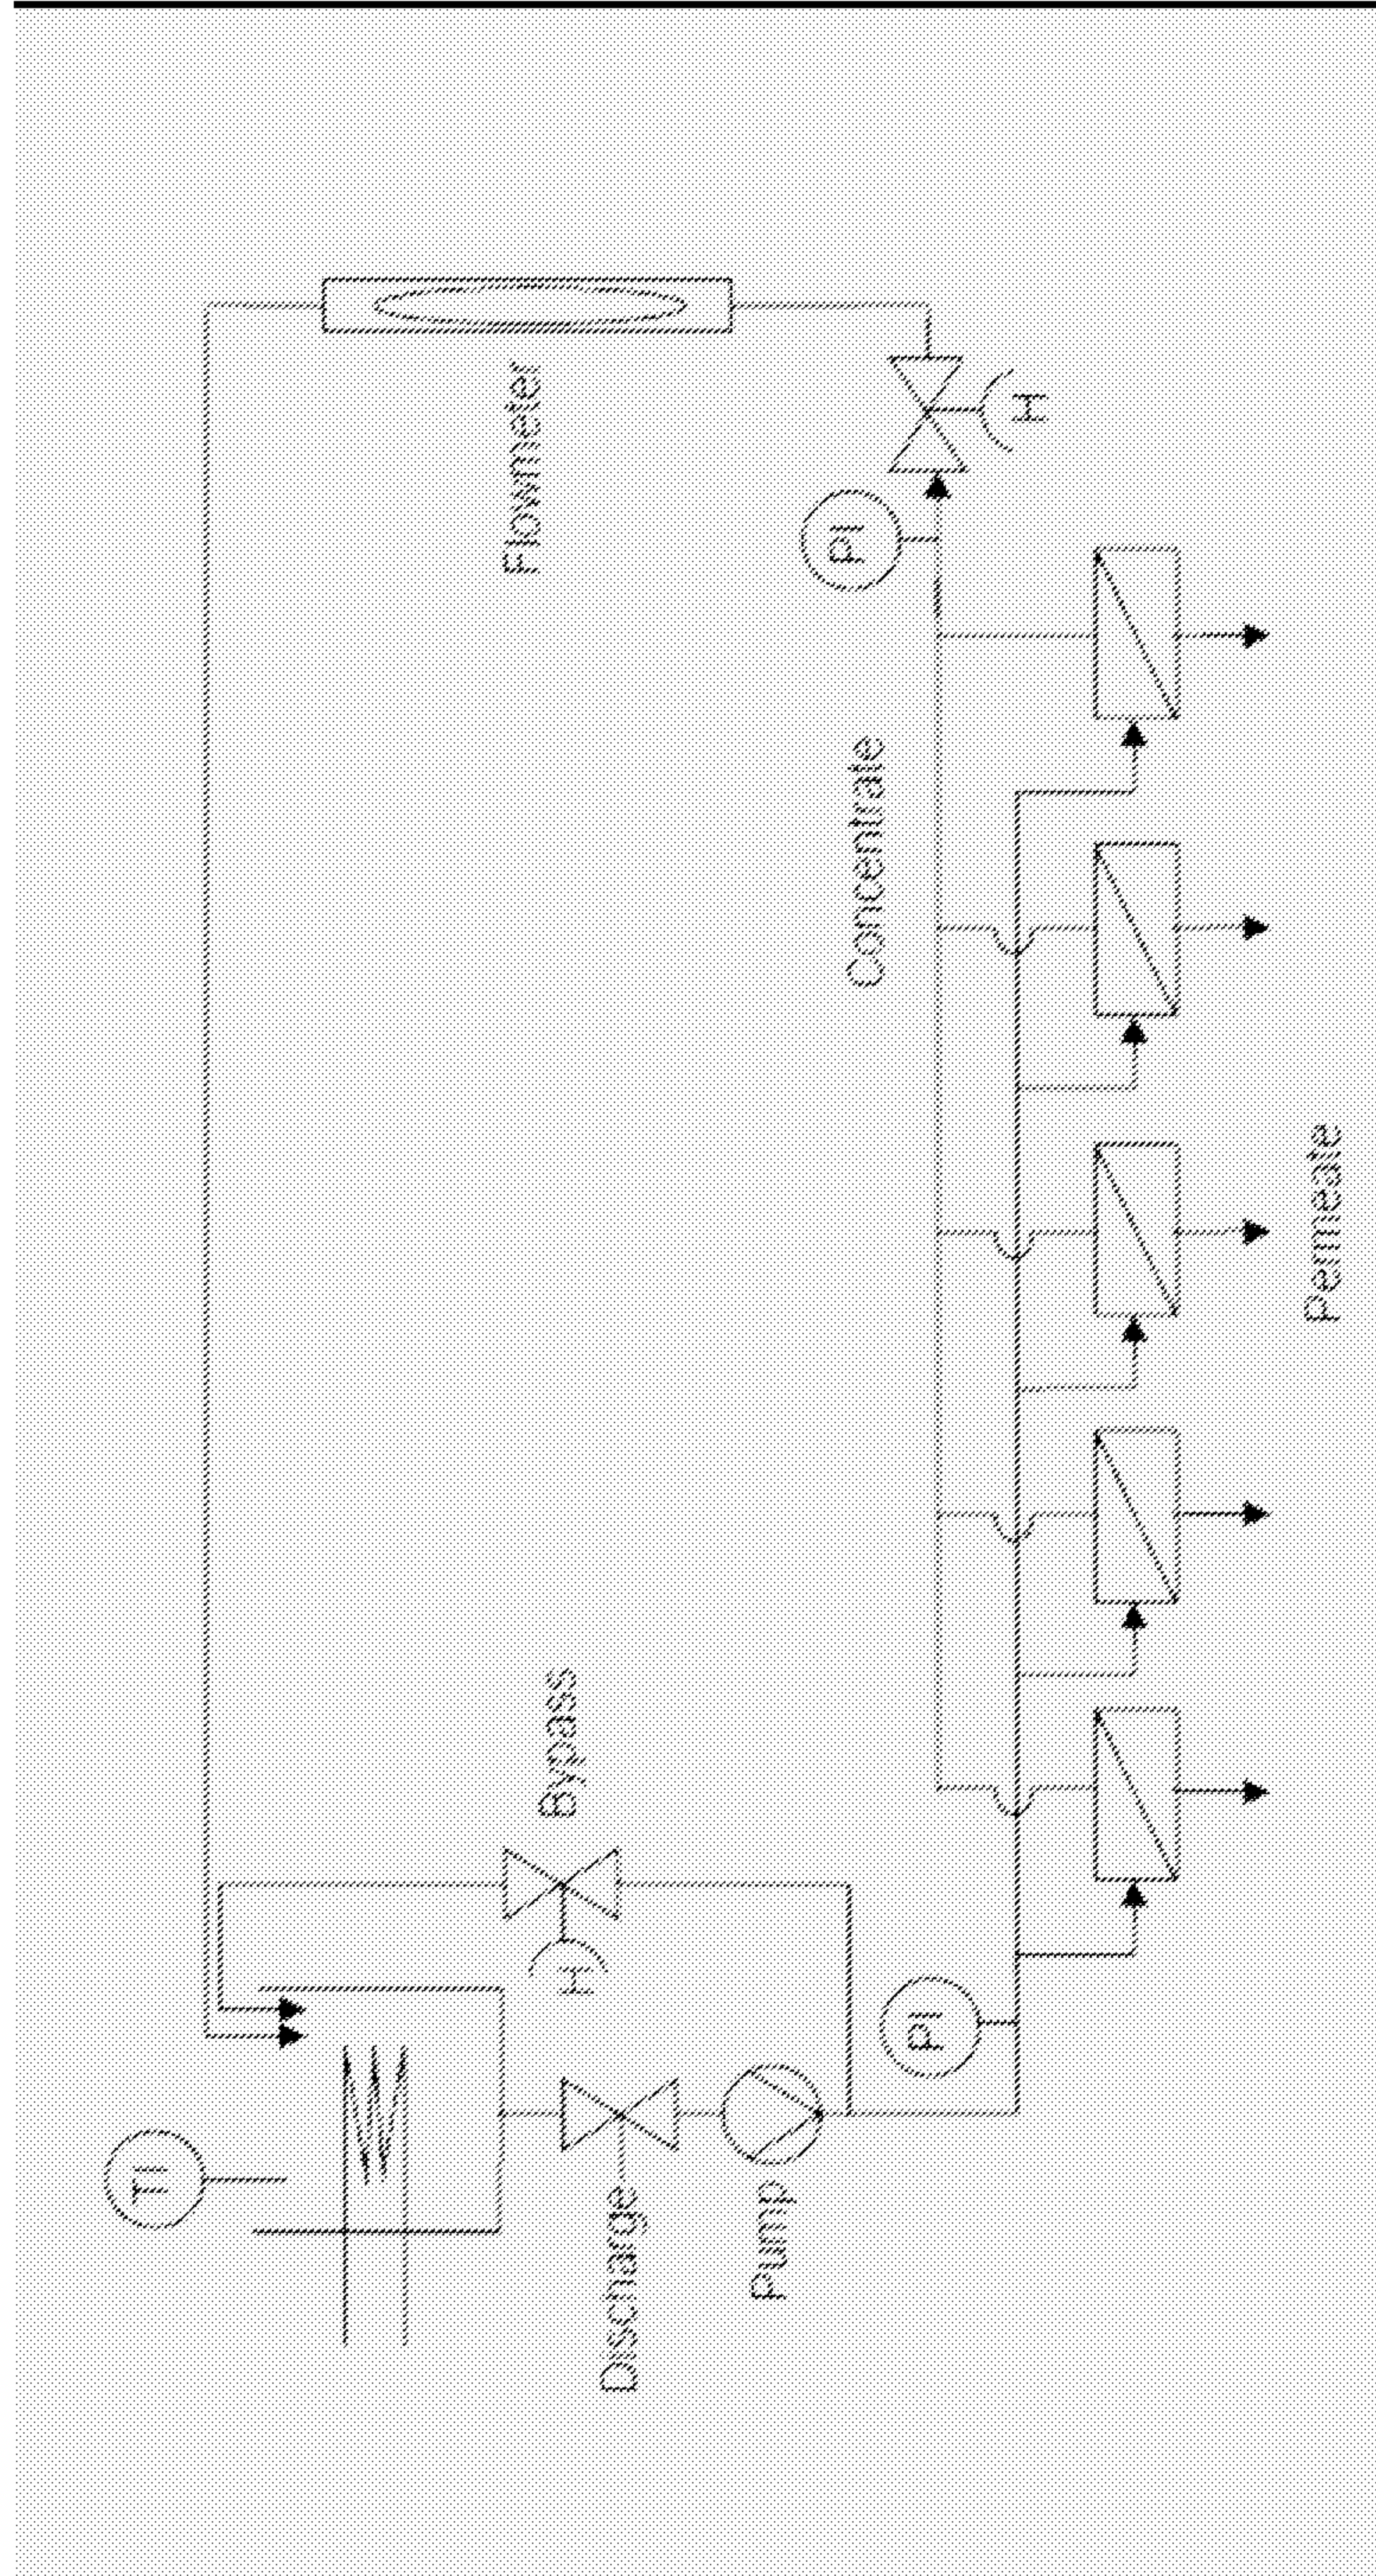 TI
Discharge
Pump
H
Bypass
PI
Flowmeter
PI
H
Concentrate
Permeate